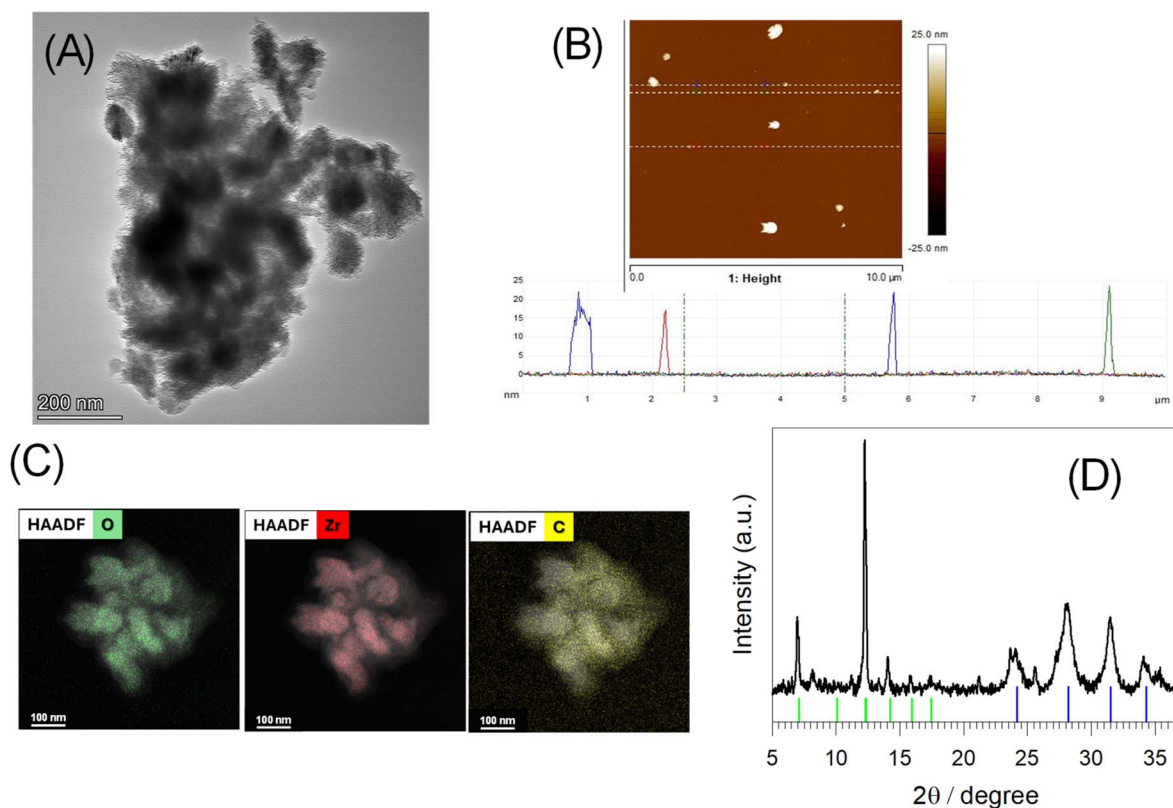 (A)
200 nm
(B)
25.0 nm
-25.0 nm
0.0
1: Height
10.0 µm
25
20
15
10
5
0
nm
1
2
3
4
5
6
7
8
9
µm
(C)
HAADF O
100 nm
HAADF Zr
100 nm
HAADF C
100 nm
(D)
Intensity (a.u.)
5 10 15 20 25 30 35
2θ / degree